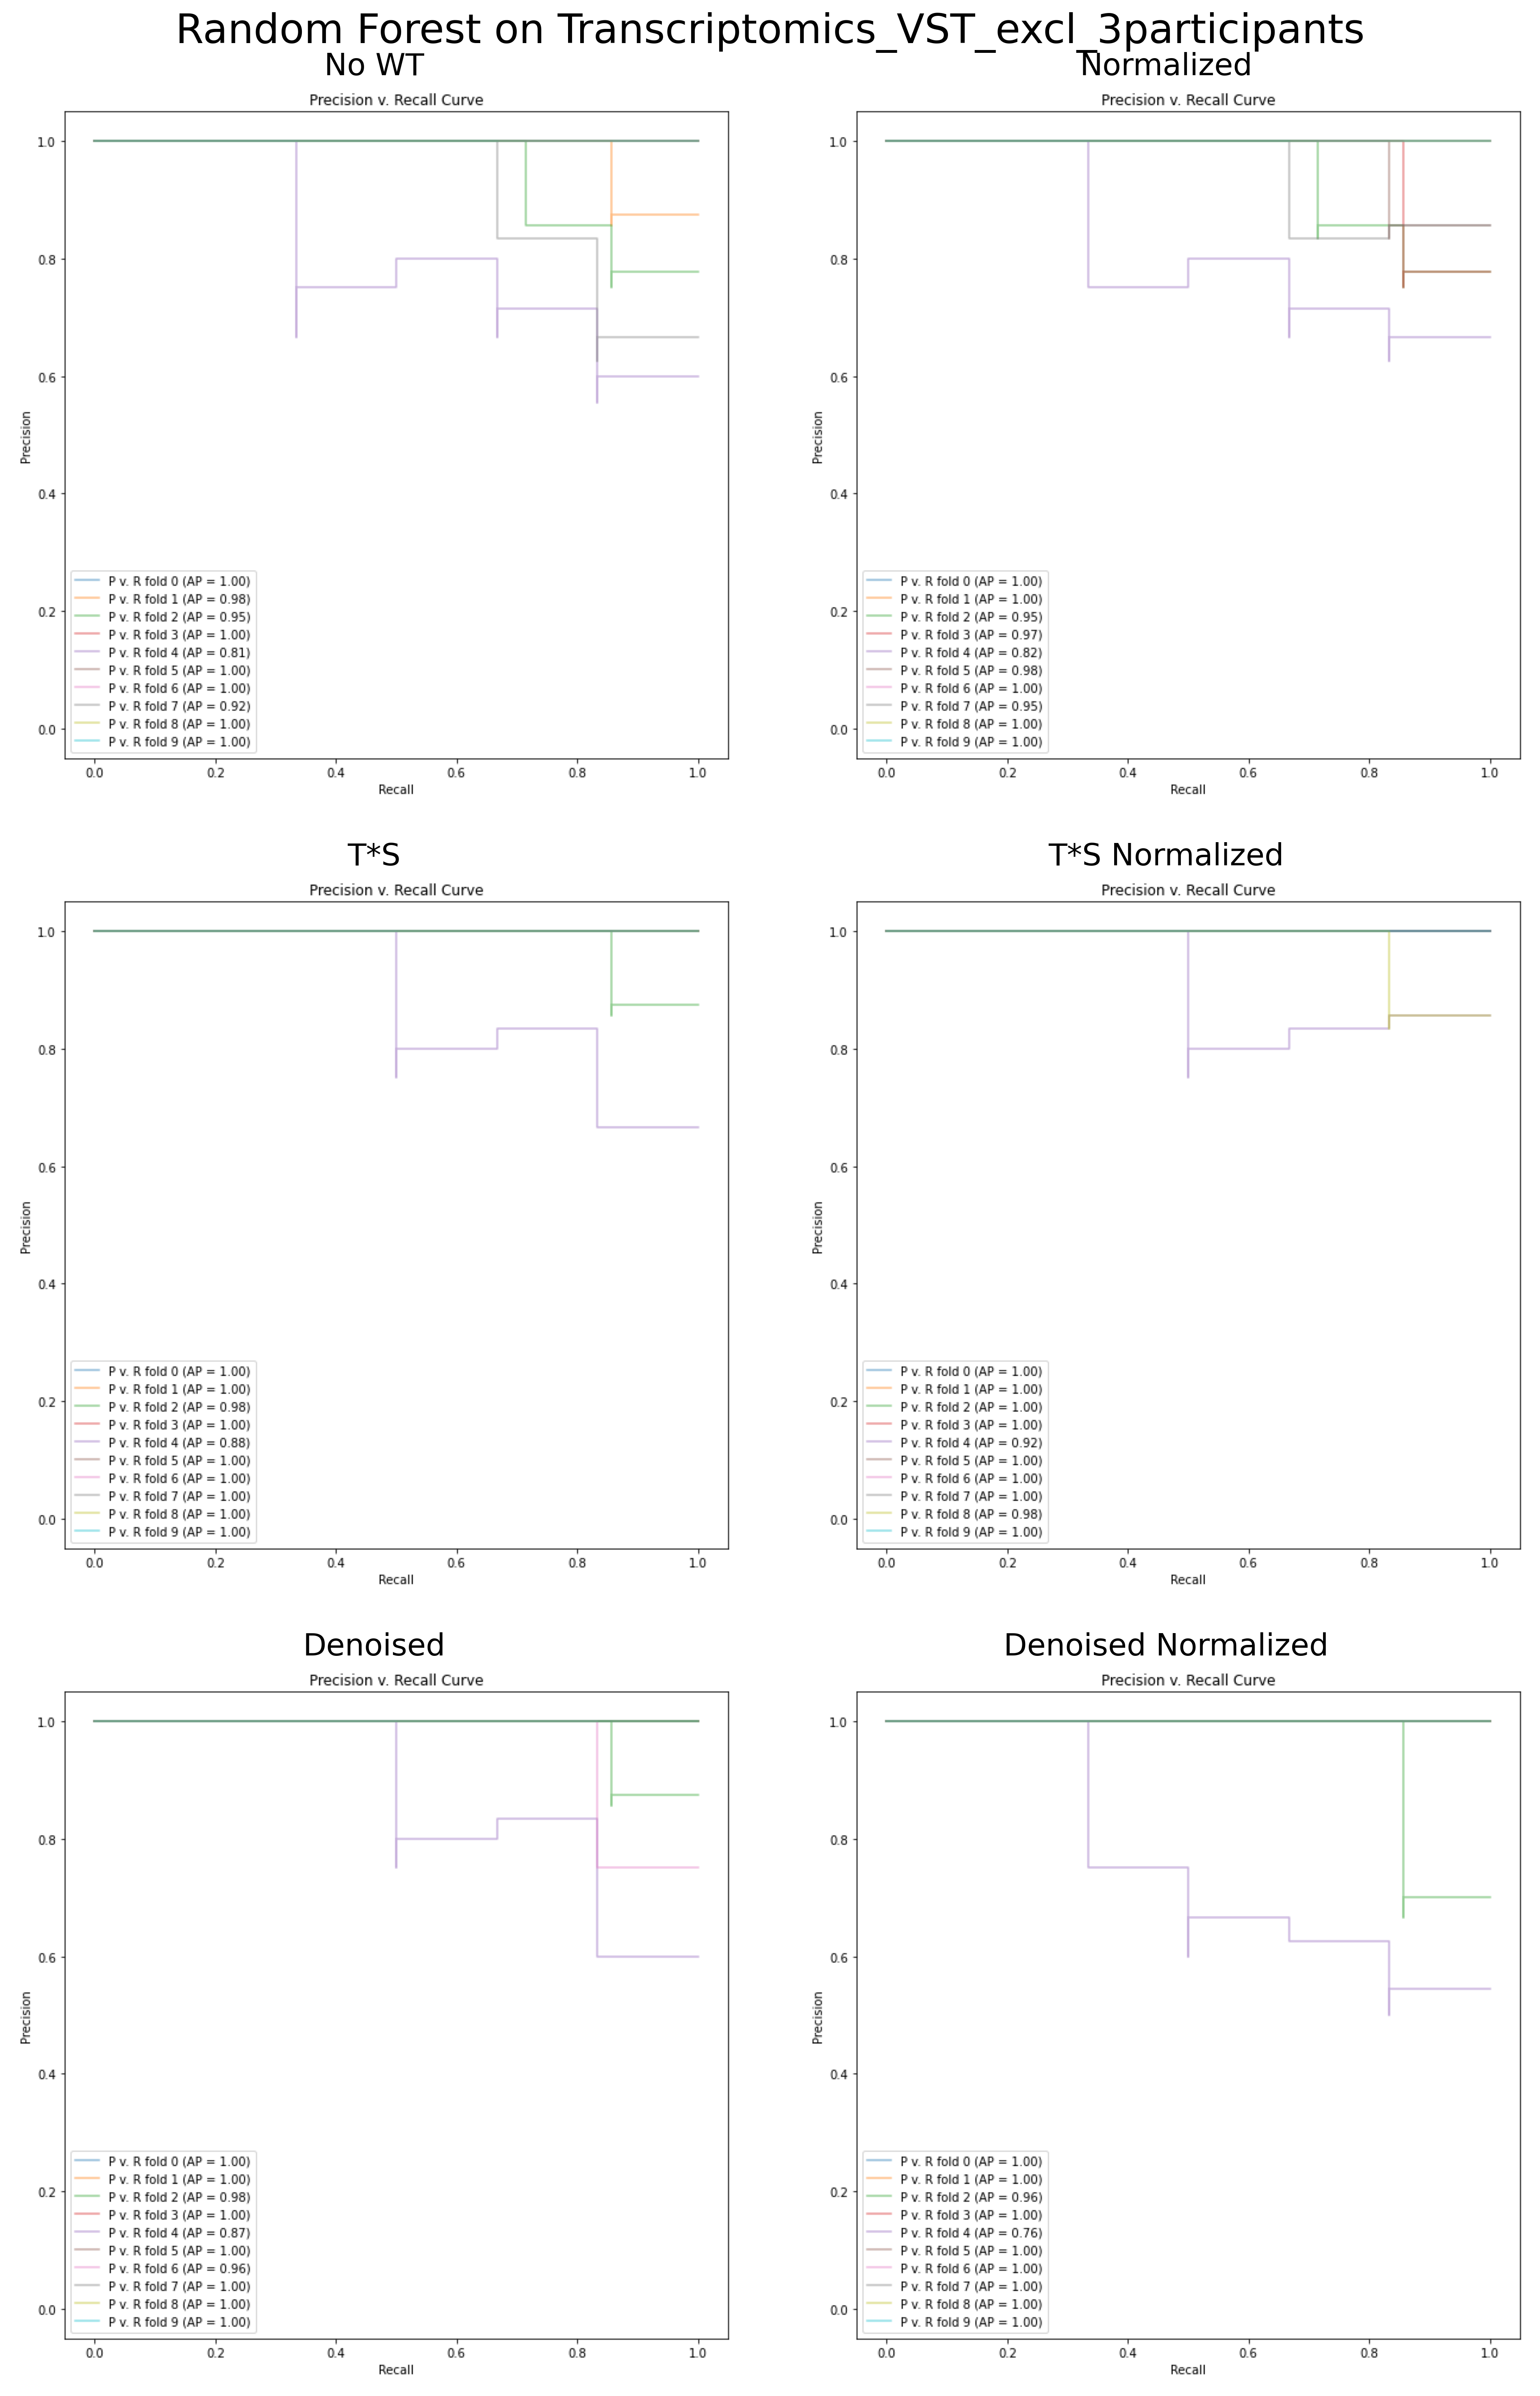 Random Forest on Transcriptomics_VST_excl_3participants
No WT
Precision v. Recall Curve
1.0
0.8
0.6
0.4
0.2
0.0
Precision
P v. R fold 0 (AP = 1.00)
P v. R fold 1 (AP = 0.98)
P v. R fold 2 (AP = 0.95)
P v. R fold 3 (AP = 1.00)
P v. R fold 4 (AP = 0.81)
P v. R fold 5 (AP = 1.00)
P v. R fold 6 (AP = 1.00)
P v. R fold 7 (AP = 0.92)
P v. R fold 8 (AP = 1.00)
P v. R fold 9 (AP = 1.00)
0.0 0.2 0.4 0.6 0.8 1.0
Recall
Normalized
Precision v. Recall Curve
1.0
0.8
0.6
0.4
0.2
0.0
Precision
P v. R fold 0 (AP = 1.00)
P v. R fold 1 (AP = 1.00)
P v. R fold 2 (AP = 0.95)
P v. R fold 3 (AP = 0.97)
P v. R fold 4 (AP = 0.82)
P v. R fold 5 (AP = 0.98)
P v. R fold 6 (AP = 1.00)
P v. R fold 7 (AP = 0.95)
P v. R fold 8 (AP = 1.00)
P v. R fold 9 (AP = 1.00)
0.0 0.2 0.4 0.6 0.8 1.0
Recall
T*S
Precision v. Recall Curve
1.0
0.8
0.6
0.4
0.2
0.0
Precision
P v. R fold 0 (AP = 1.00)
P v. R fold 1 (AP = 1.00)
P v. R fold 2 (AP = 0.98)
P v. R fold 3 (AP = 1.00)
P v. R fold 4 (AP = 0.88)
P v. R fold 5 (AP = 1.00)
P v. R fold 6 (AP = 1.00)
P v. R fold 7 (AP = 1.00)
P v. R fold 8 (AP = 1.00)
P v. R fold 9 (AP = 1.00)
0.0 0.2 0.4 0.6 0.8 1.0
Recall
T*S Normalized
Precision v. Recall Curve
1.0
0.8
0.6
0.4
0.2
0.0
Precision
P v. R fold 0 (AP = 1.00)
P v. R fold 1 (AP = 1.00)
P v. R fold 2 (AP = 1.00)
P v. R fold 3 (AP = 1.00)
P v. R fold 4 (AP = 0.92)
P v. R fold 5 (AP = 1.00)
P v. R fold 6 (AP = 1.00)
P v. R fold 7 (AP = 1.00)
P v. R fold 8 (AP = 0.98)
P v. R fold 9 (AP = 1.00)
0.0 0.2 0.4 0.6 0.8 1.0
Recall
Denoised
Precision v. Recall Curve
1.0
0.8
0.6
0.4
0.2
0.0
Precision
P v. R fold 0 (AP = 1.00)
P v. R fold 1 (AP = 1.00)
P v. R fold 2 (AP = 0.98)
P v. R fold 3 (AP = 1.00)
P v. R fold 4 (AP = 0.87)
P v. R fold 5 (AP = 1.00)
P v. R fold 6 (AP = 0.96)
P v. R fold 7 (AP = 1.00)
P v. R fold 8 (AP = 1.00)
P v. R fold 9 (AP = 1.00)
0.0 0.2 0.4 0.6 0.8 1.0
Recall
Denoised Normalized
Precision v. Recall Curve
1.0
0.8
0.6
0.4
0.2
0.0
Precision
P v. R fold 0 (AP = 1.00)
P v. R fold 1 (AP = 1.00)
P v. R fold 2 (AP = 0.96)
P v. R fold 3 (AP = 1.00)
P v. R fold 4 (AP = 0.76)
P v. R fold 5 (AP = 1.00)
P v. R fold 6 (AP = 1.00)
P v. R fold 7 (AP = 1.00)
P v. R fold 8 (AP = 1.00)
P v. R fold 9 (AP = 1.00)
0.0 0.2 0.4 0.6 0.8 1.0
Recall